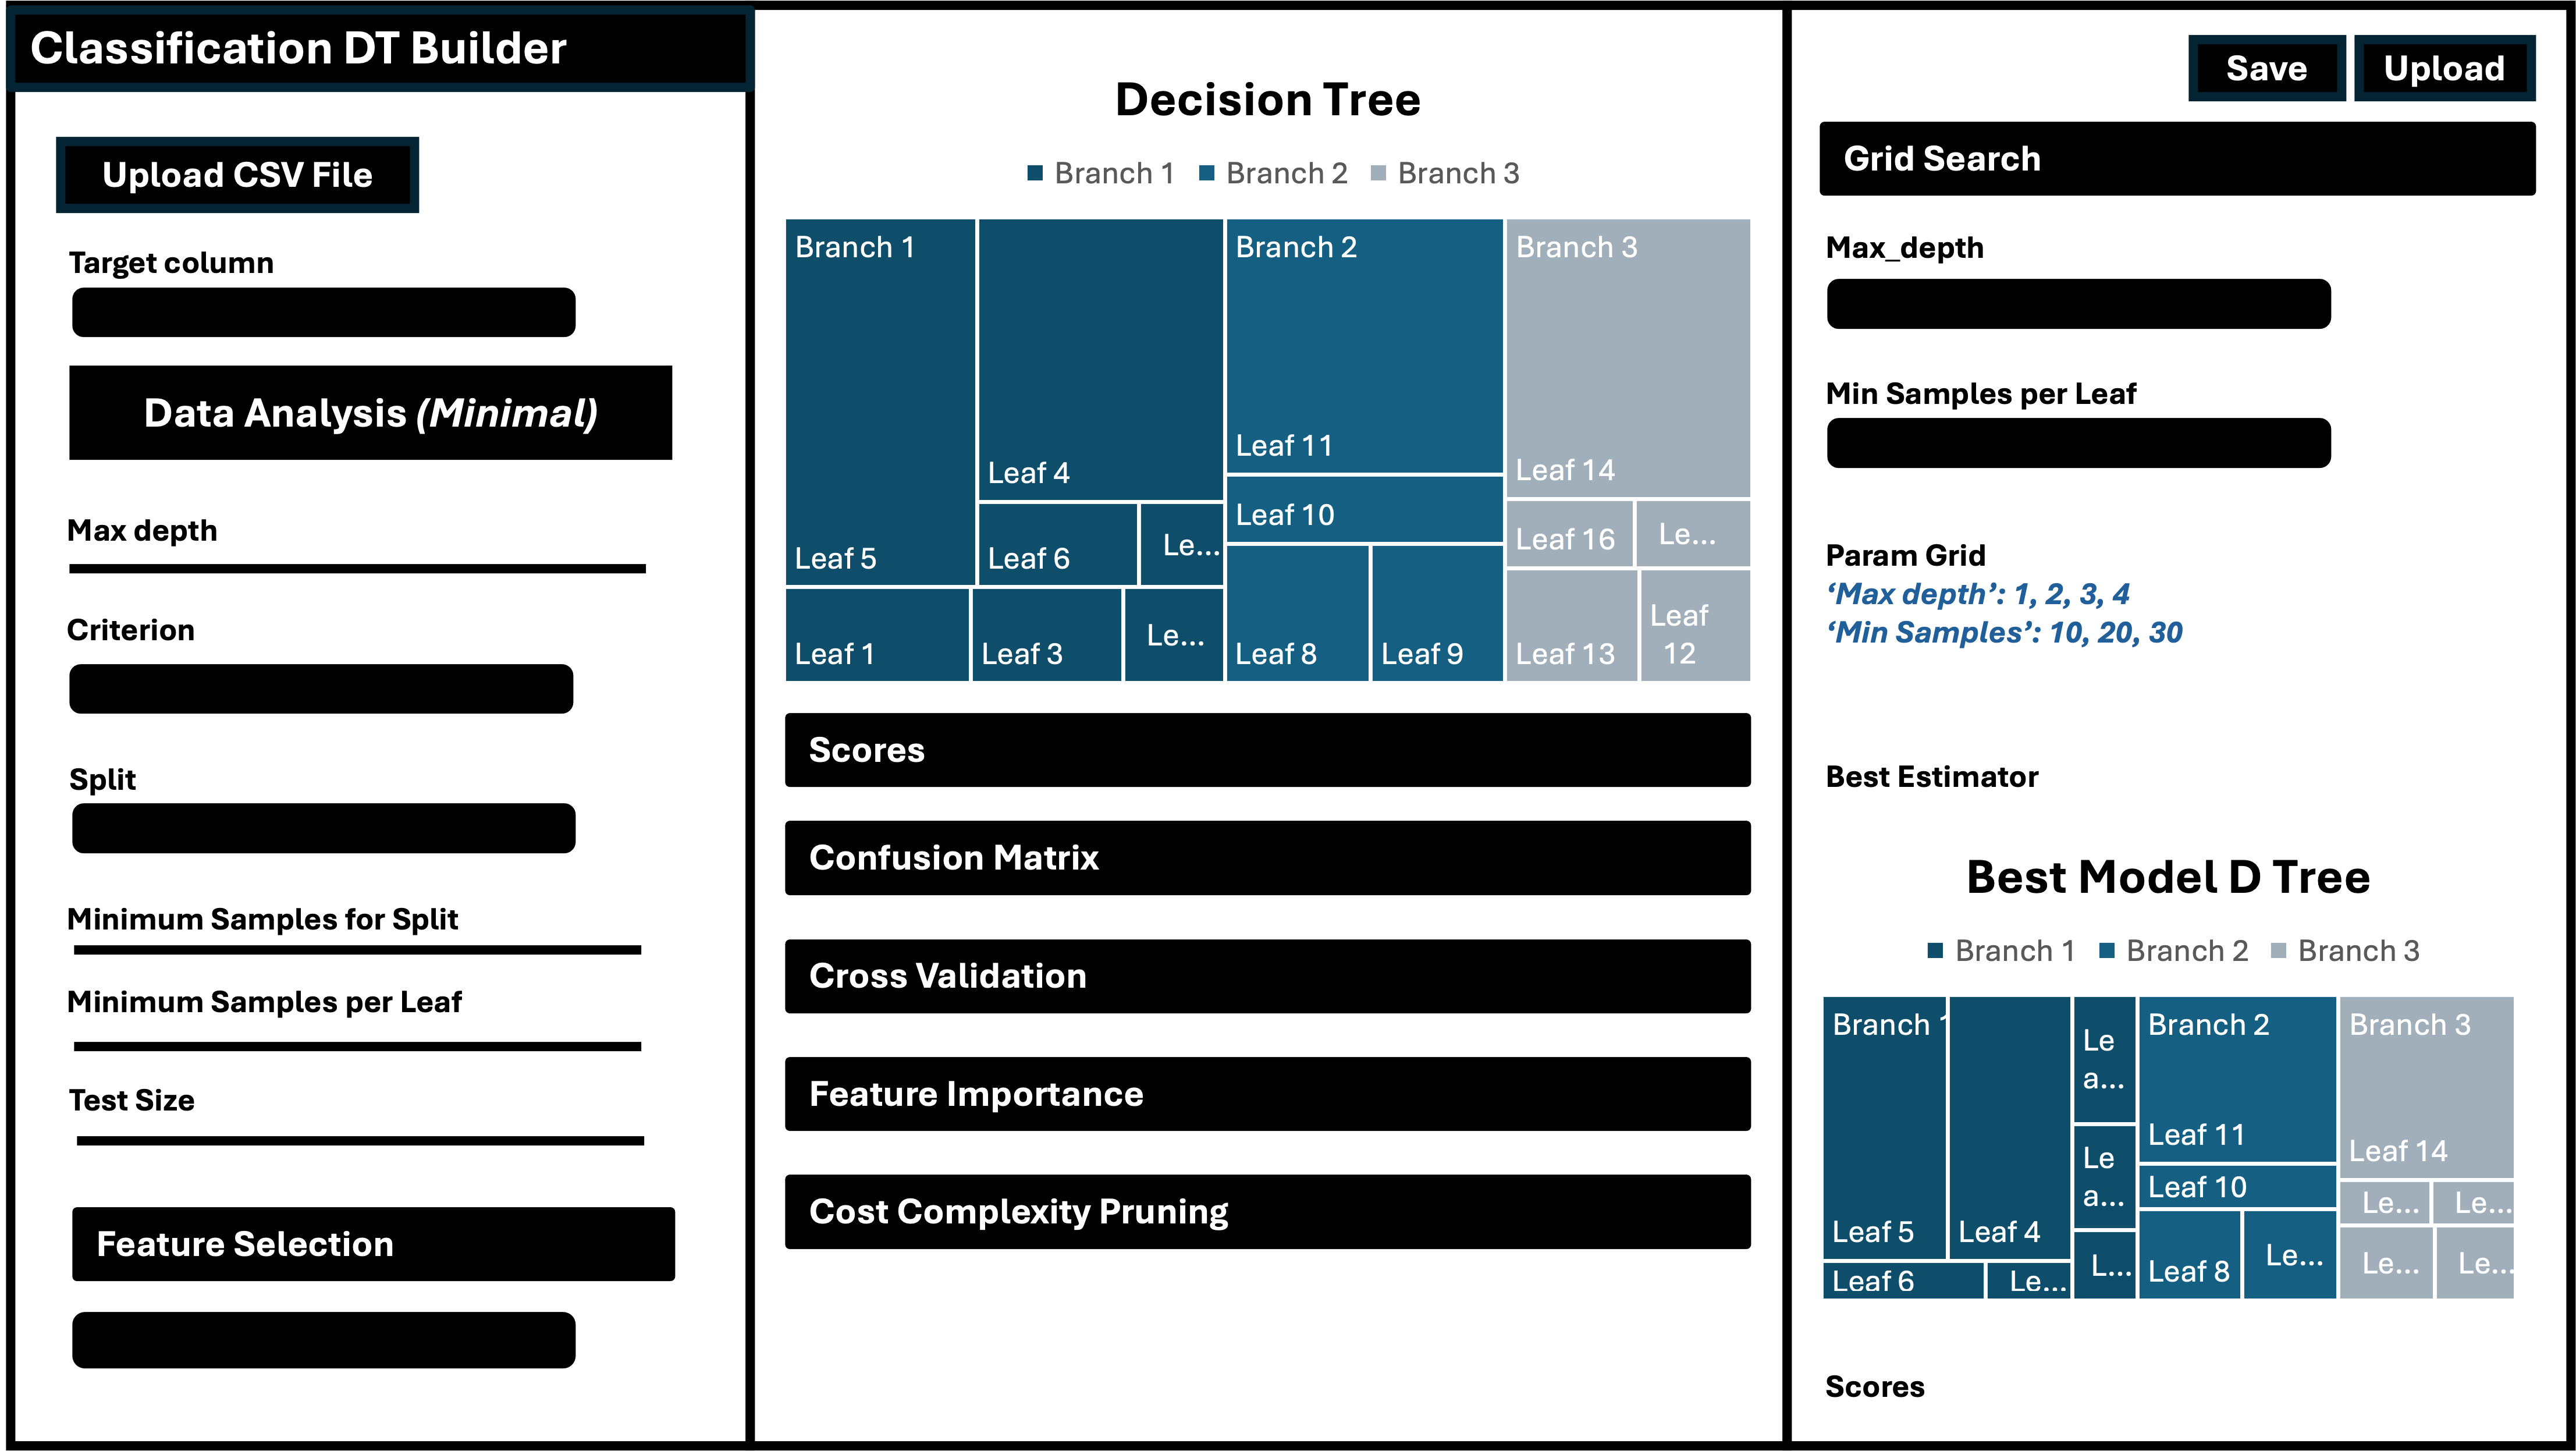 Classification DT Builder
Upload CSV File
Target column
Data Analysis (Minimal)
Max depth
Criterion
Split
Minimum Samples for Split
Minimum Samples per Leaf
Test Size
Feature Selection
Decision Tree
Branch 1 Branch 2 Branch 3
Branch 1
Branch 2
Branch 3
Leaf 11
Leaf 14
Leaf 4
Leaf 10
Leaf 16
Le...
Leaf 5
Leaf 6
Le...
Leaf 1
Leaf 3
Le...
Leaf 8
Leaf 9
Leaf 13
Leaf
12
Scores
Confusion Matrix
Cross Validation
Feature Importance
Cost Complexity Pruning
Save
Upload
Grid Search
Max_depth
Min Samples per Leaf
Param Grid
‘Max depth’: 1, 2, 3, 4
‘Min Samples’: 10, 20, 30
Best Estimator
Best Model D Tree
Branch 1 Branch 2 Branch 3
Branch 1
Le
a...
Branch 2
Branch 3
Leaf 11
Leaf 14
Le
a...
Leaf 10
Le...
Le...
Leaf 5
Leaf 4
Leaf 6
Le...
L...
Leaf 8
Le...
Le...
Le...
Scores